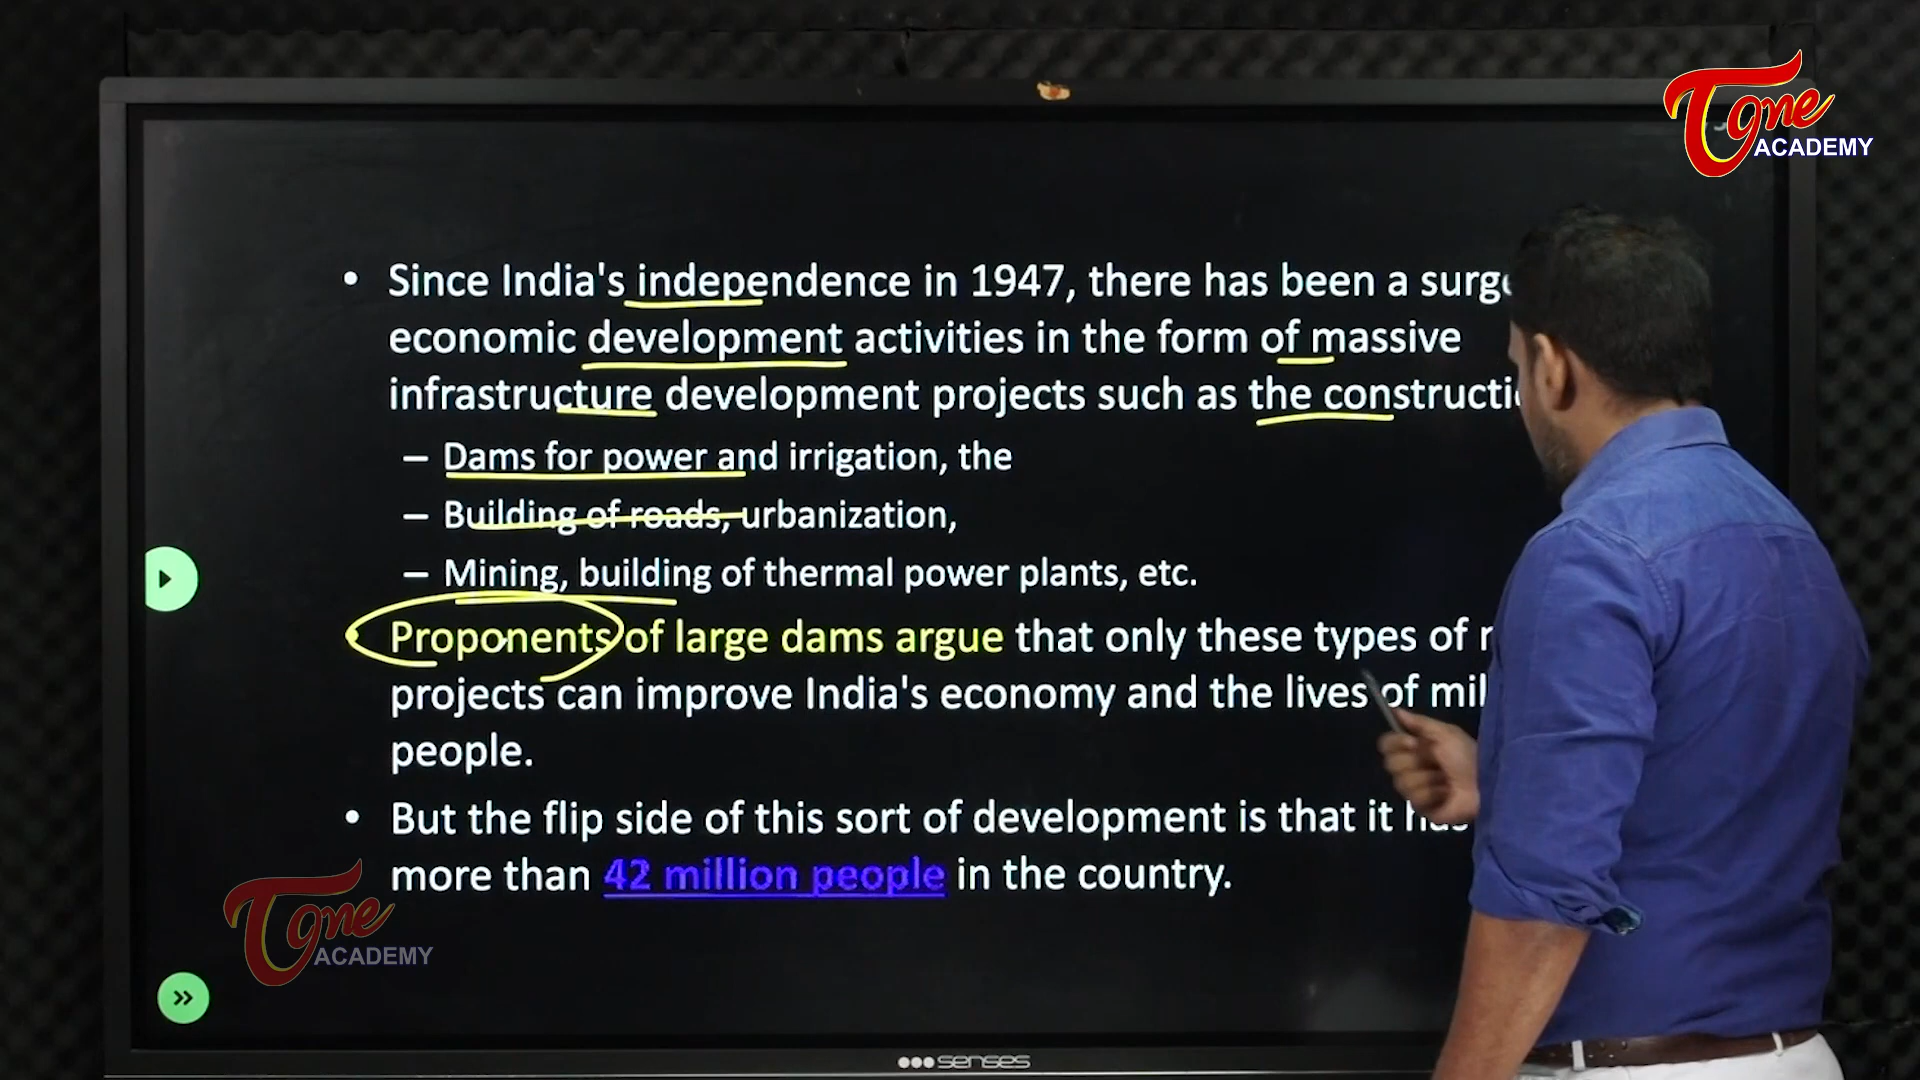 Tone
ACADEMY
• Since India's independence in 1947, there has been a surge
economic development activities in the form of massive
infrastructure development projects such as the constructi
– Dams for power and irrigation, the
– Building of roads, urbanization,
– Mining, building of thermal power plants, etc.
• Proponents of large dams argue that only these types of
projects can improve India's economy and the lives of mil
people.
• But the flip side of this sort of development is that it has
more than 42 million people in the country.
Tone
ACADEMY
senses